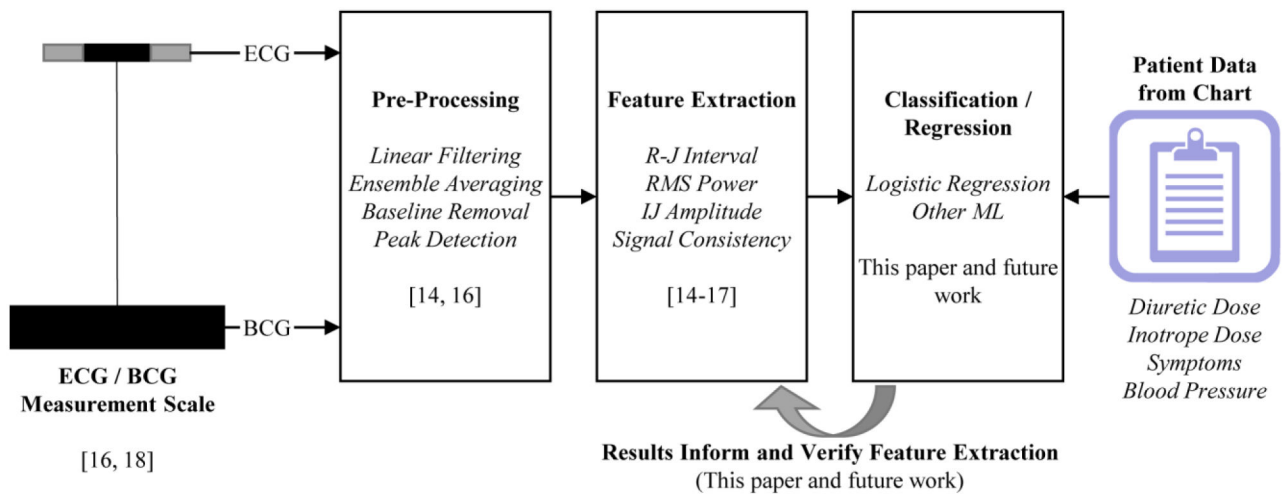 ECG
BCG
ECG / BCG
Measurement Scale
[16, 18]
Pre-Processing
Linear Filtering
Ensemble Averaging
Baseline Removal
Peak Detection
[14, 16]
Feature Extraction
R-J Interval
RMS Power
IJ Amplitude
Signal Consistency
[14-17]
Classification /
Regression
Logistic Regression
Other ML
This paper and future
work
Patient Data
from Chart
Diuretic Dose
Inotrope Dose
Symptoms
Blood Pressure
Results Inform and Verify Feature Extraction
(This paper and future work)